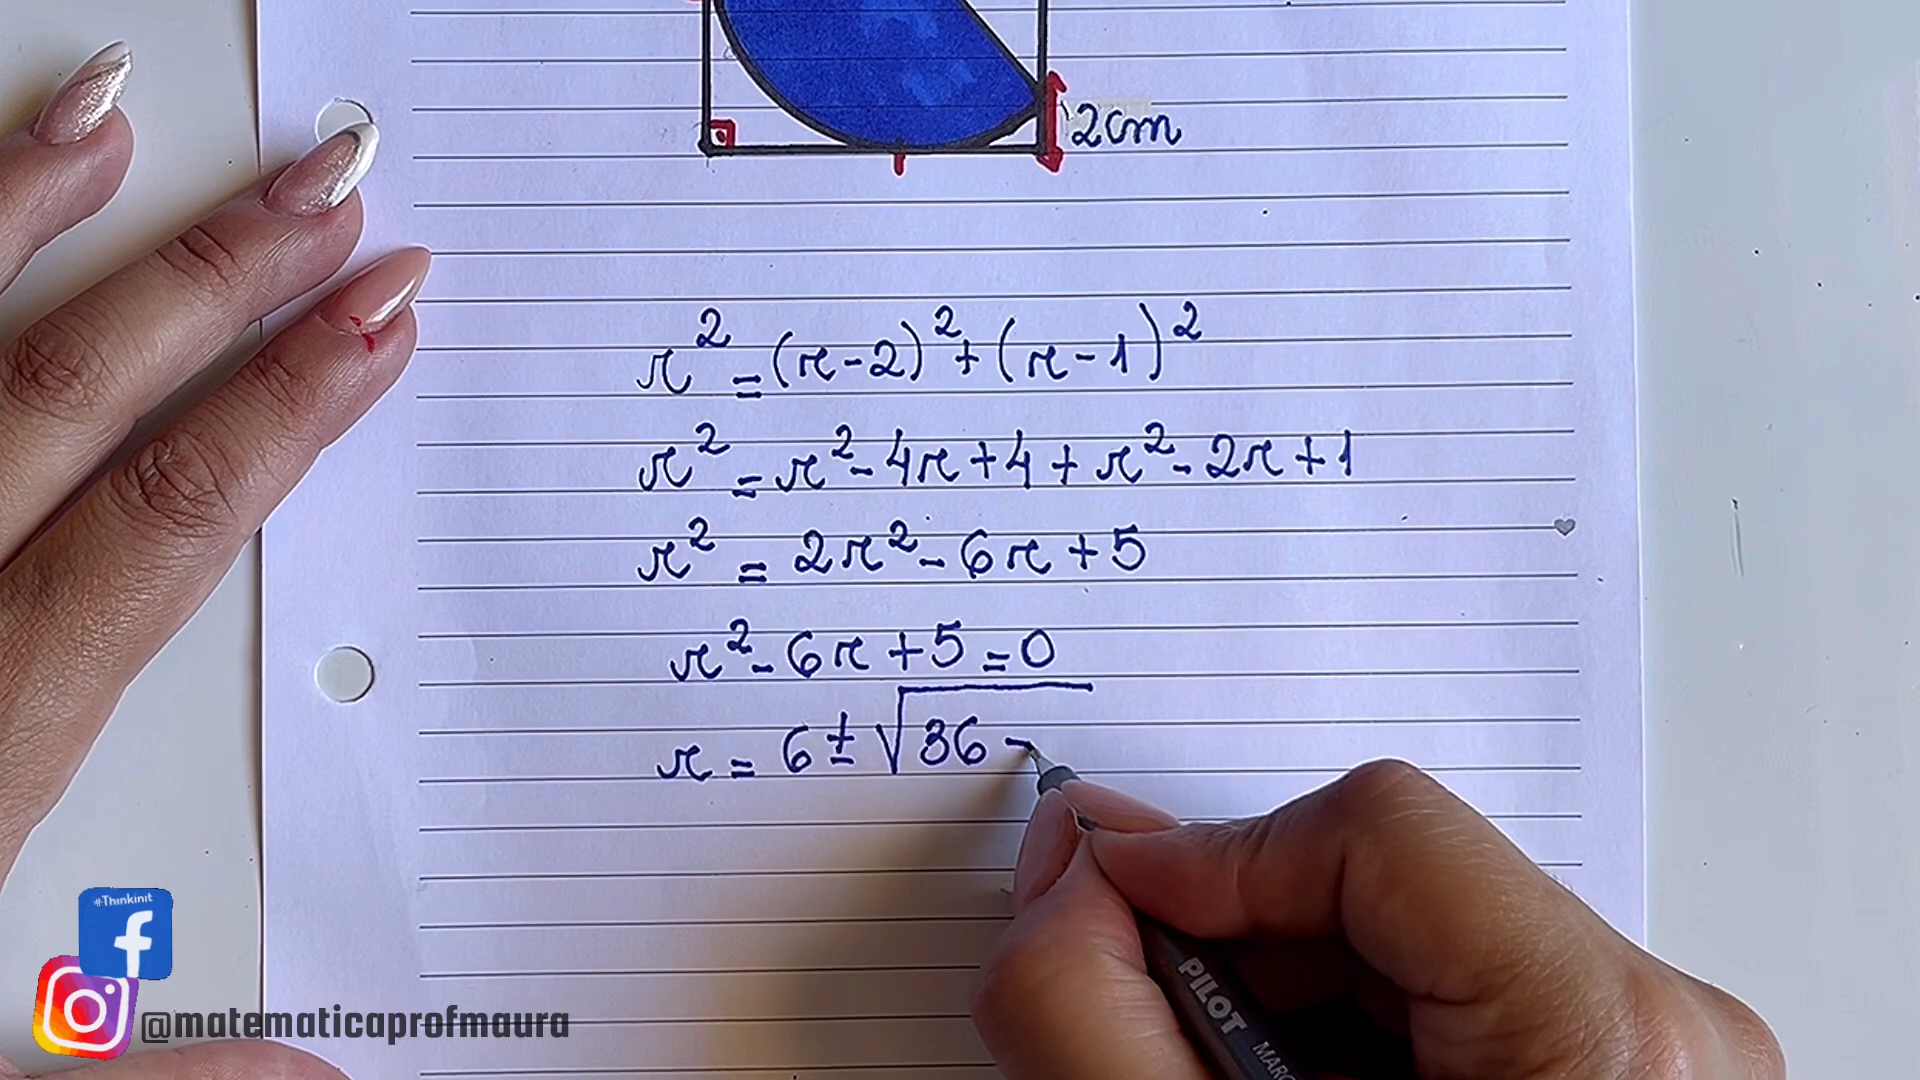 2cm
r² = (r-2)² + (r-1)²
r² = r² - 4r + 4 + r² - 2r + 1
r² = 2r² - 6r + 5
r² - 6r + 5 = 0
r = 6 ± √36 -
#Thinkinit
f
@matematicaprofmaura
PILOT